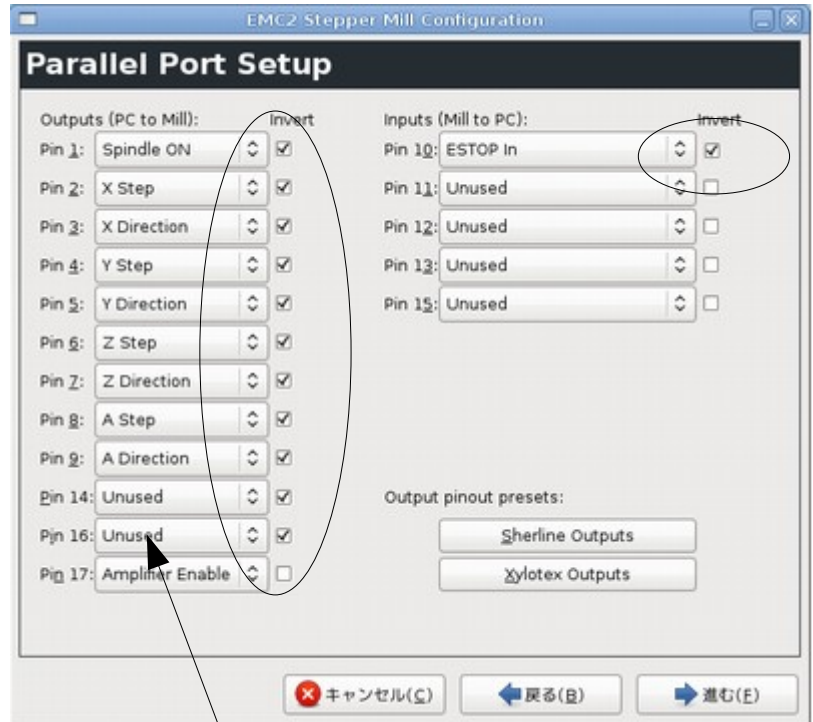 EMC2 Stepper Mill Configuration
Parallel Port Setup
Outputs (PC to Mill): Invert
Pin 1: Spindle ON
Pin 2: X Step
Pin 3: X Direction
Pin 4: Y Step
Pin 5: Y Direction
Pin 6: Z Step
Pin 7: Z Direction
Pin 8: A Step
Pin 9: A Direction
Pin 14: Unused
Pin 16: Unused
Pin 17: Amplifier Enable
Inputs (Mill to PC): Invert
Pin 10: ESTOP In
Pin 11: Unused
Pin 12: Unused
Pin 13: Unused
Pin 15: Unused
Output pinout presets:
Sherline Outputs
Xylotex Outputs
キャンセル(C)
戻る(B)
進む(F)